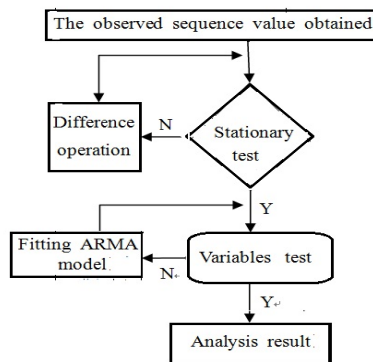 The observed sequence value obtained
Difference
operation
N
Stationary
test
Y
Fitting ARMA
model
N
Variables test
Y
Analysis result